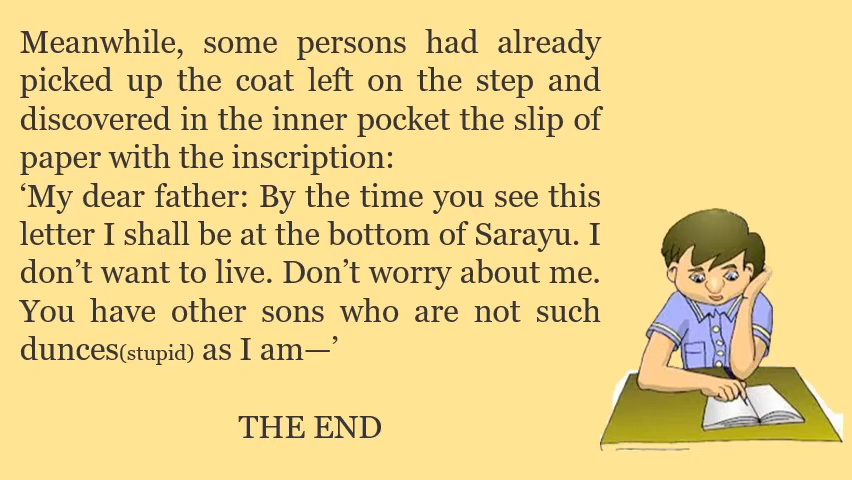 Meanwhile, some persons had already
picked up the coat left on the step and
discovered in the inner pocket the slip of
paper with the inscription:
‘My dear father: By the time you see this
letter I shall be at the bottom of Sarayu. I
don’t want to live. Don’t worry about me.
You have other sons who are not such
dunces(stupid) as I am—’
THE END